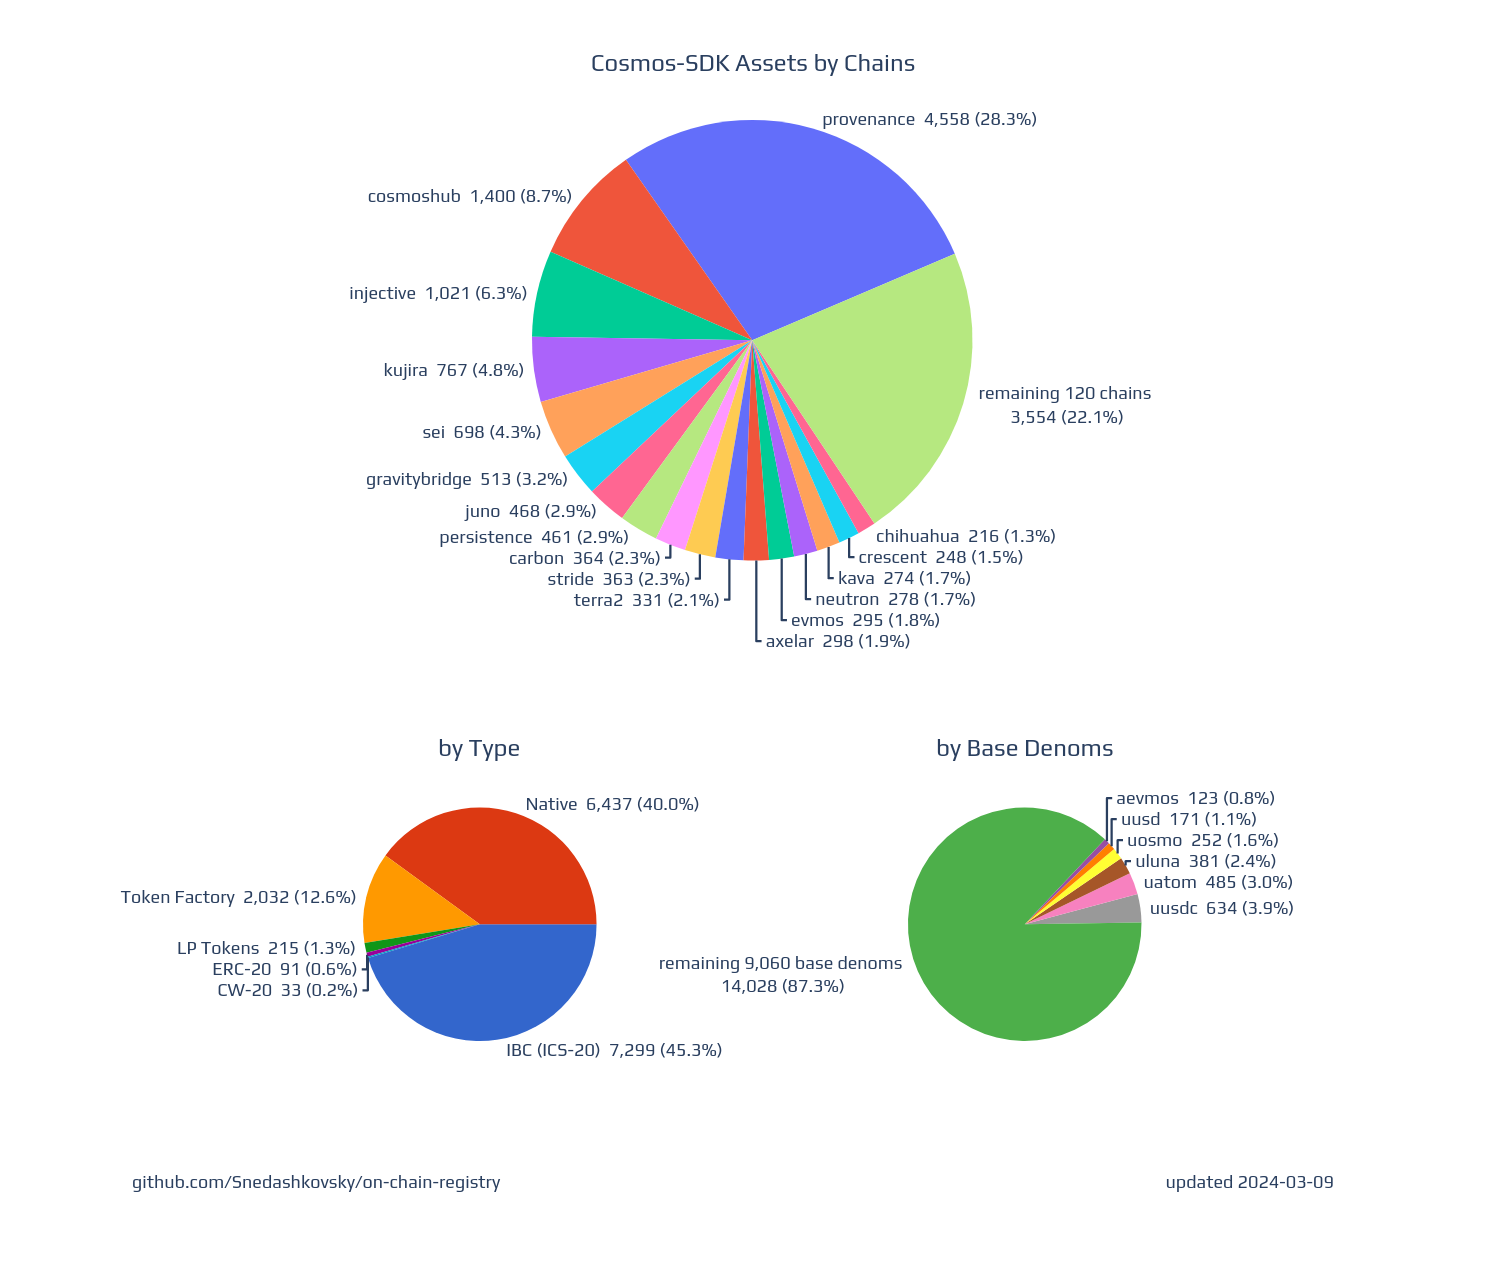 Cosmos-SDK Assets by Chains
provenance 4,558 (28.3%)
cosmoshub 1,400 (8.7%)
injective 1,021 (6.3%)
kujira 767 (4.8%)
sei 698 (4.3%)
gravitybridge 513 (3.2%)
juno 468 (2.9%)
persistence 461 (2.9%)
carbon 364 (2.3%)
stride 363 (2.3%)
terra2 331 (2.1%)
remaining 120 chains
3,554 (22.1%)
chihuahua 216 (1.3%)
crescent 248 (1.5%)
kava 274 (1.7%)
neutron 278 (1.7%)
evmos 295 (1.8%)
axelar 298 (1.9%)
by Type
Native 6,437 (40.0%)
Token Factory 2,032 (12.6%)
LP Tokens 215 (1.3%)
ERC-20 91 (0.6%)
CW-20 33 (0.2%)
IBC (ICS-20) 7,299 (45.3%)
by Base Denoms
aevmos 123 (0.8%)
uusd 171 (1.1%)
uosmo 252 (1.6%)
uluna 381 (2.4%)
uatom 485 (3.0%)
uusdc 634 (3.9%)
remaining 9,060 base denoms
14,028 (87.3%)
github.com/Snedashkovsky/on-chain-registry
updated 2024-03-09